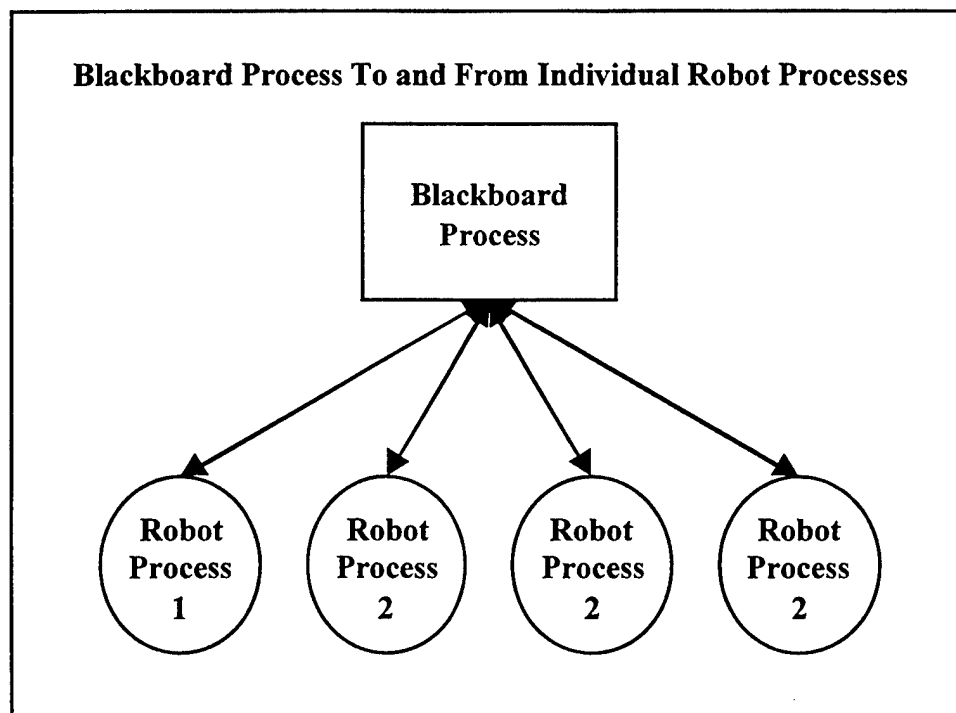 Blackboard Process To and From Individual Robot Processes
Blackboard
Process
Robot
Process
1
Robot
Process
2
Robot
Process
2
Robot
Process
2